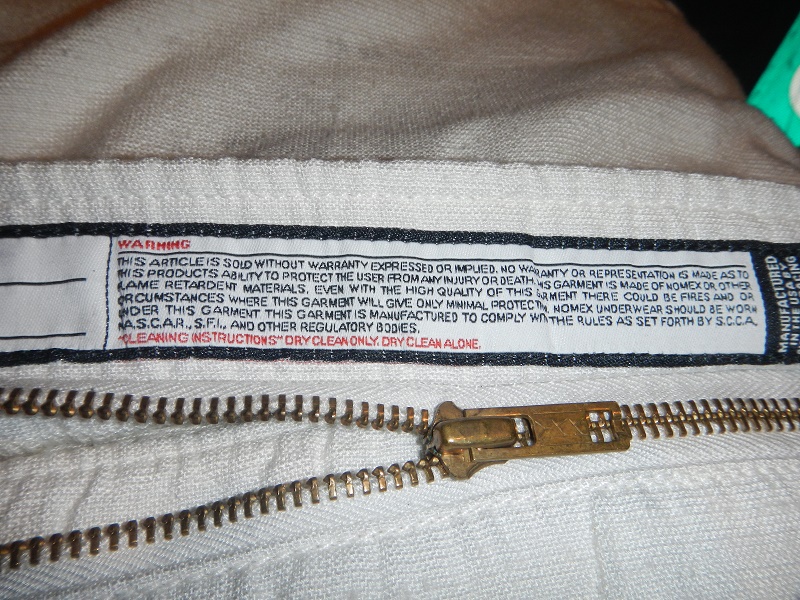 WARNING
THIS ARTICLE IS SOLD WITHOUT WARRANTY EXPRESSED OR IMPLIED. NO WARRANTY OR REPRESENTATION IS MADE AS TO
THIS PRODUCTS ABILITY TO PROTECT THE USER FROM ANY INJURY OR DEATH. THIS GARMENT IS MADE OF NOMEX OR OTHER
LAME RETARDENT MATERIALS. EVEN WITH THE HIGH QUALITY OF THIS GARMENT THERE COULD BE FIRES AND OR
CIRCUMSTANCES WHERE THIS GARMENT WILL GIVE ONLY MINIMAL PROTECTION. NOMEX UNDERWEAR SHOULD BE WORN
UNDER THIS GARMENT THIS GARMENT IS MANUFACTURED TO COMPLY WITH THE RULES AS SET FORTH BY S.C.C.A.
N.A.S.C.A.R., S.F.I., AND OTHER REGULATORY BODIES.
"CLEANING INSTRUCTIONS" DRY CLEAN ONLY. DRY CLEAN ALONE.
MANUFACTURED
IN THE USA